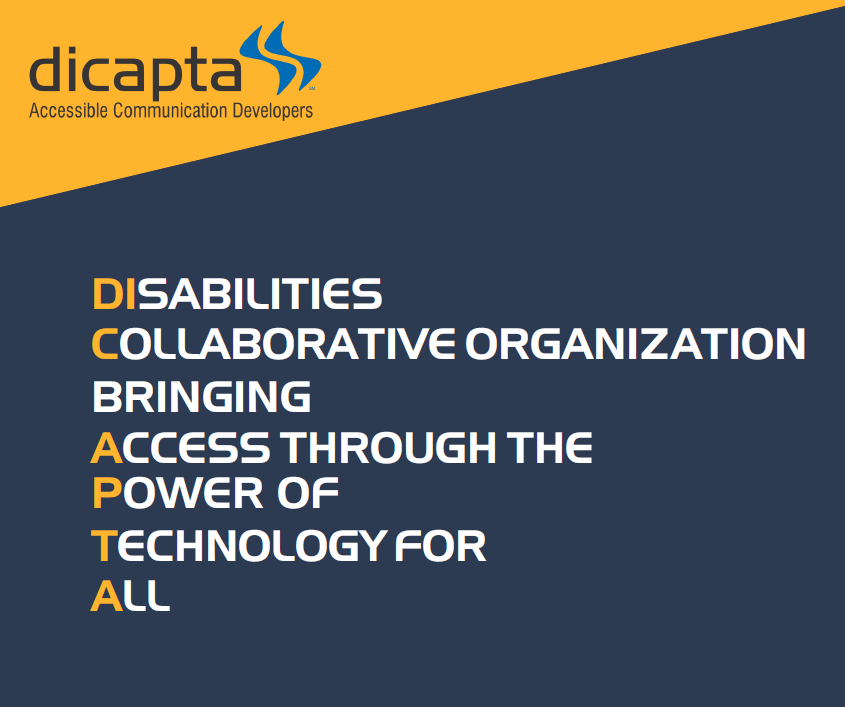 dicapta
SM
Accessible Communication Developers
DISABILITIES
COLLABORATIVE ORGANIZATION
BRINGING
ACCESS THROUGH THE
POWER OF
TECHNOLOGY FOR
ALL